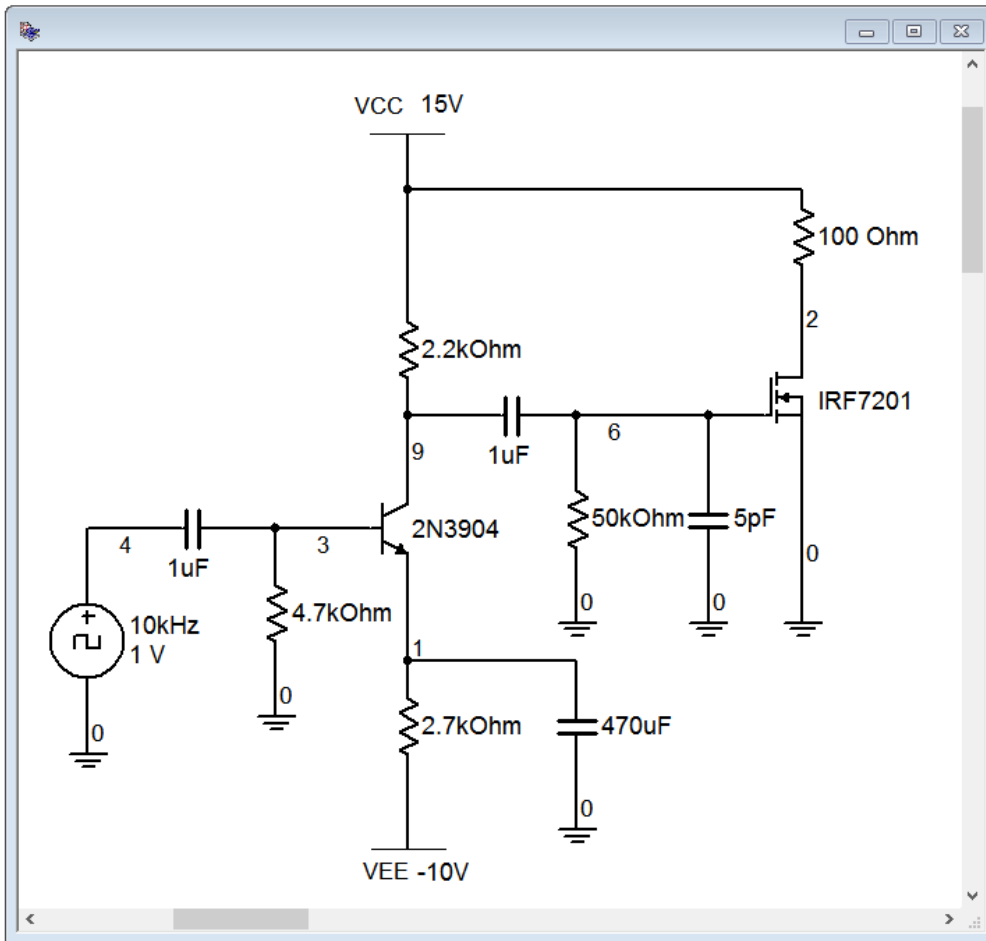 VCC 15V
100 Ohm
2
2.2kOhm
IRF7201
9
1uF
6
2N3904
50kOhm
5pF
4
1uF
3
0
4.7kOhm
10kHz
1 V
0
0
1
0
0
2.7kOhm
470uF
0
VEE -10V